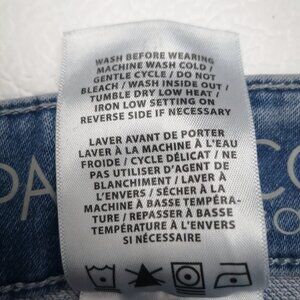 WASH BEFORE WEARING
MACHINE WASH COLD /
GENTLE CYCLE / DO NOT
BLEACH / WASH INSIDE OUT /
TUMBLE DRY LOW HEAT /
IRON LOW SETTING ON
REVERSE SIDE IF NECESSARY
LAVER AVANT DE PORTER
LAVER À LA MACHINE À L'EAU
FROIDE / CYCLE DÉLICAT / NE
PAS UTILISER D'AGENT DE
BLANCHIMENT / LAVER À
L'ENVERS / SÉCHER À LA
MACHINE À BASSE TEMPÉRA-
TURE / REPASSER À BASSE
TEMPÉRATURE À L'ENVERS
SI NÉCESSAIRE
PA
CO